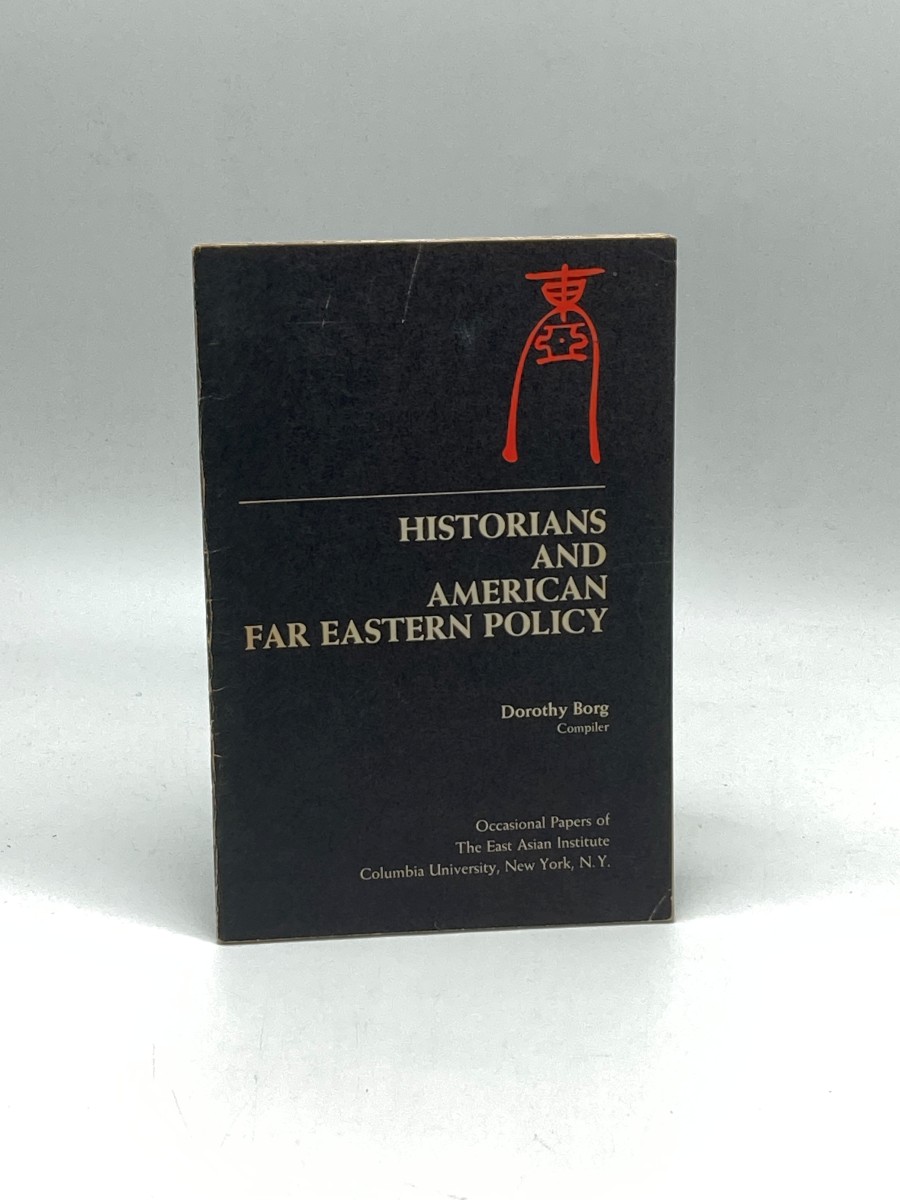 東
亞
HISTORIANS
AND
AMERICAN
FAR EASTERN POLICY
Dorothy Borg
Compiler
Occasional Papers of
The East Asian Institute
Columbia University, New York, N.Y.